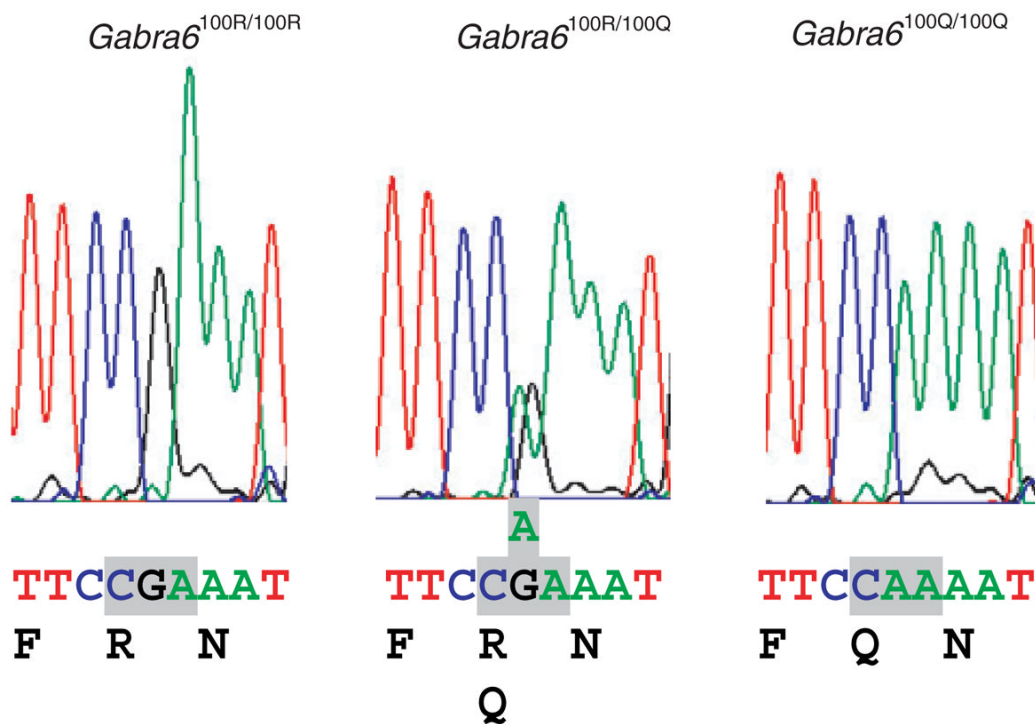 Gabra6100R/100R
Gabra6100R/100Q
Gabra6100Q/100Q
A
TTCCGAAAT
TTCCGAAAT
TTCCAAAAT
F R N
F R N
F Q N
Q